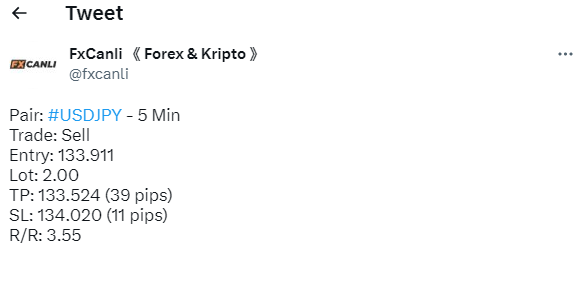 Tweet
FXCANLI
FxCanli 《 Forex & Kripto 》
@fxcanli
Pair: #USDJPY - 5 Min
Trade: Sell
Entry: 133.911
Lot: 2.00
TP: 133.524 (39 pips)
SL: 134.020 (11 pips)
R/R: 3.55